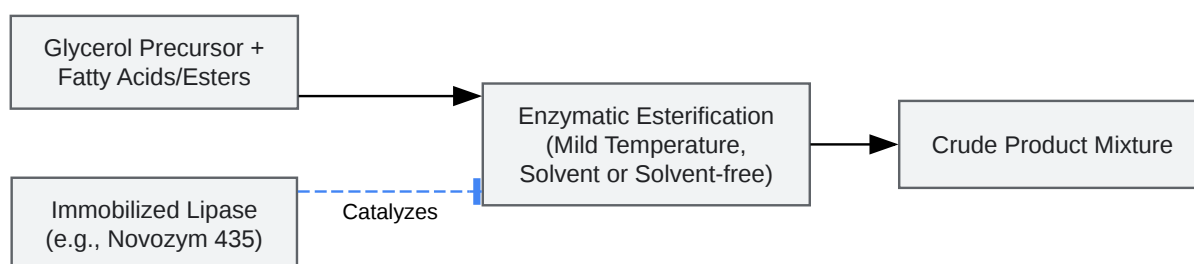 Glycerol Precursor +
Fatty Acids/Esters
Enzymatic Esterification
(Mild Temperature,
Solvent or Solvent-free)
Crude Product Mixture
Immobilized Lipase
(e.g., Novozym 435)
Catalyzes